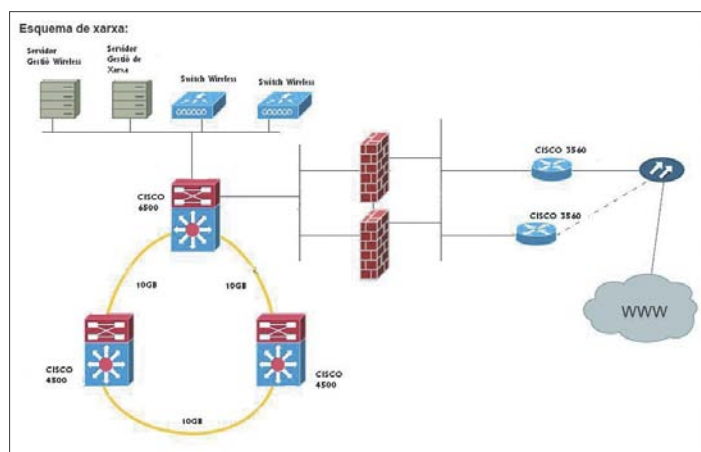 Esquema de xarxa:
Servidor
Gestió Wireless
Servidor
Gestió de
Xarxa
Switch Wireless
Switch Wireless
CISCO 3560
CISCO
6500
CISCO 3560
10GB
10GB
WWW
CISCO
4500
CISCO
4500
10GB